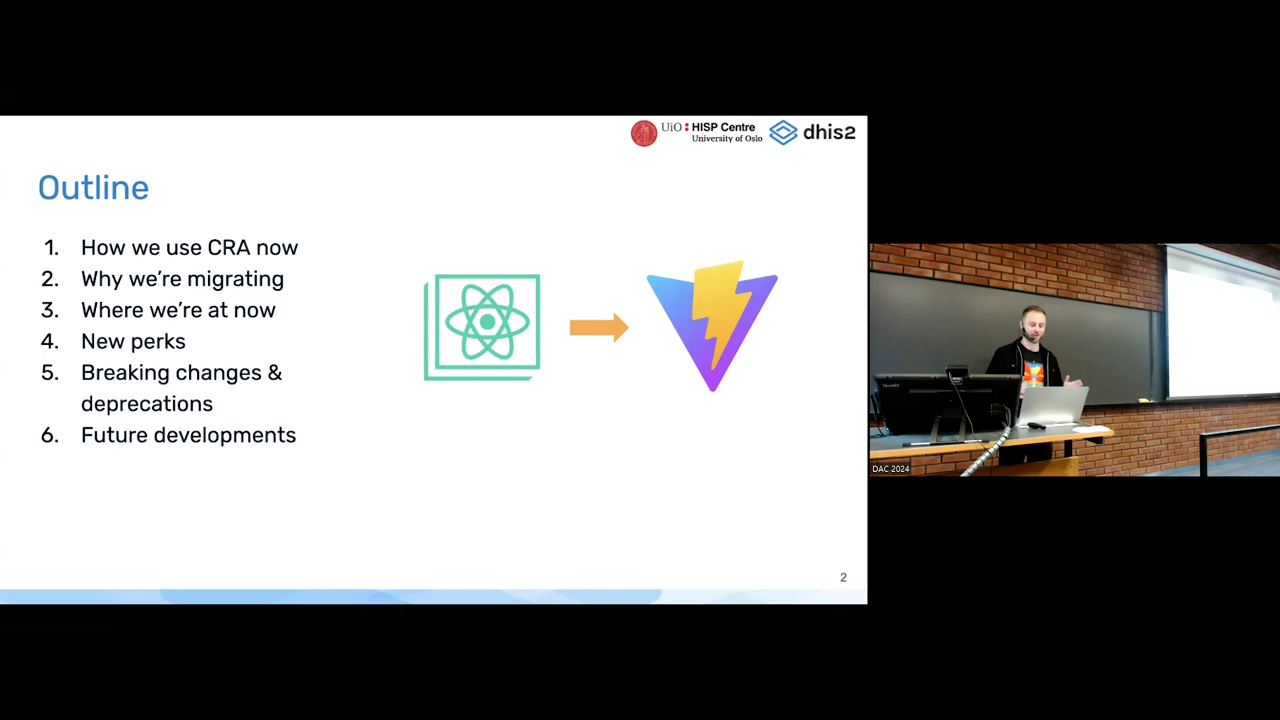 UiO : HISP Centre
University of Oslo
dhis2
Outline
1. How we use CRA now
2. Why we're migrating
3. Where we're at now
4. New perks
5. Breaking changes &
deprecations
6. Future developments
2
DAC 2024